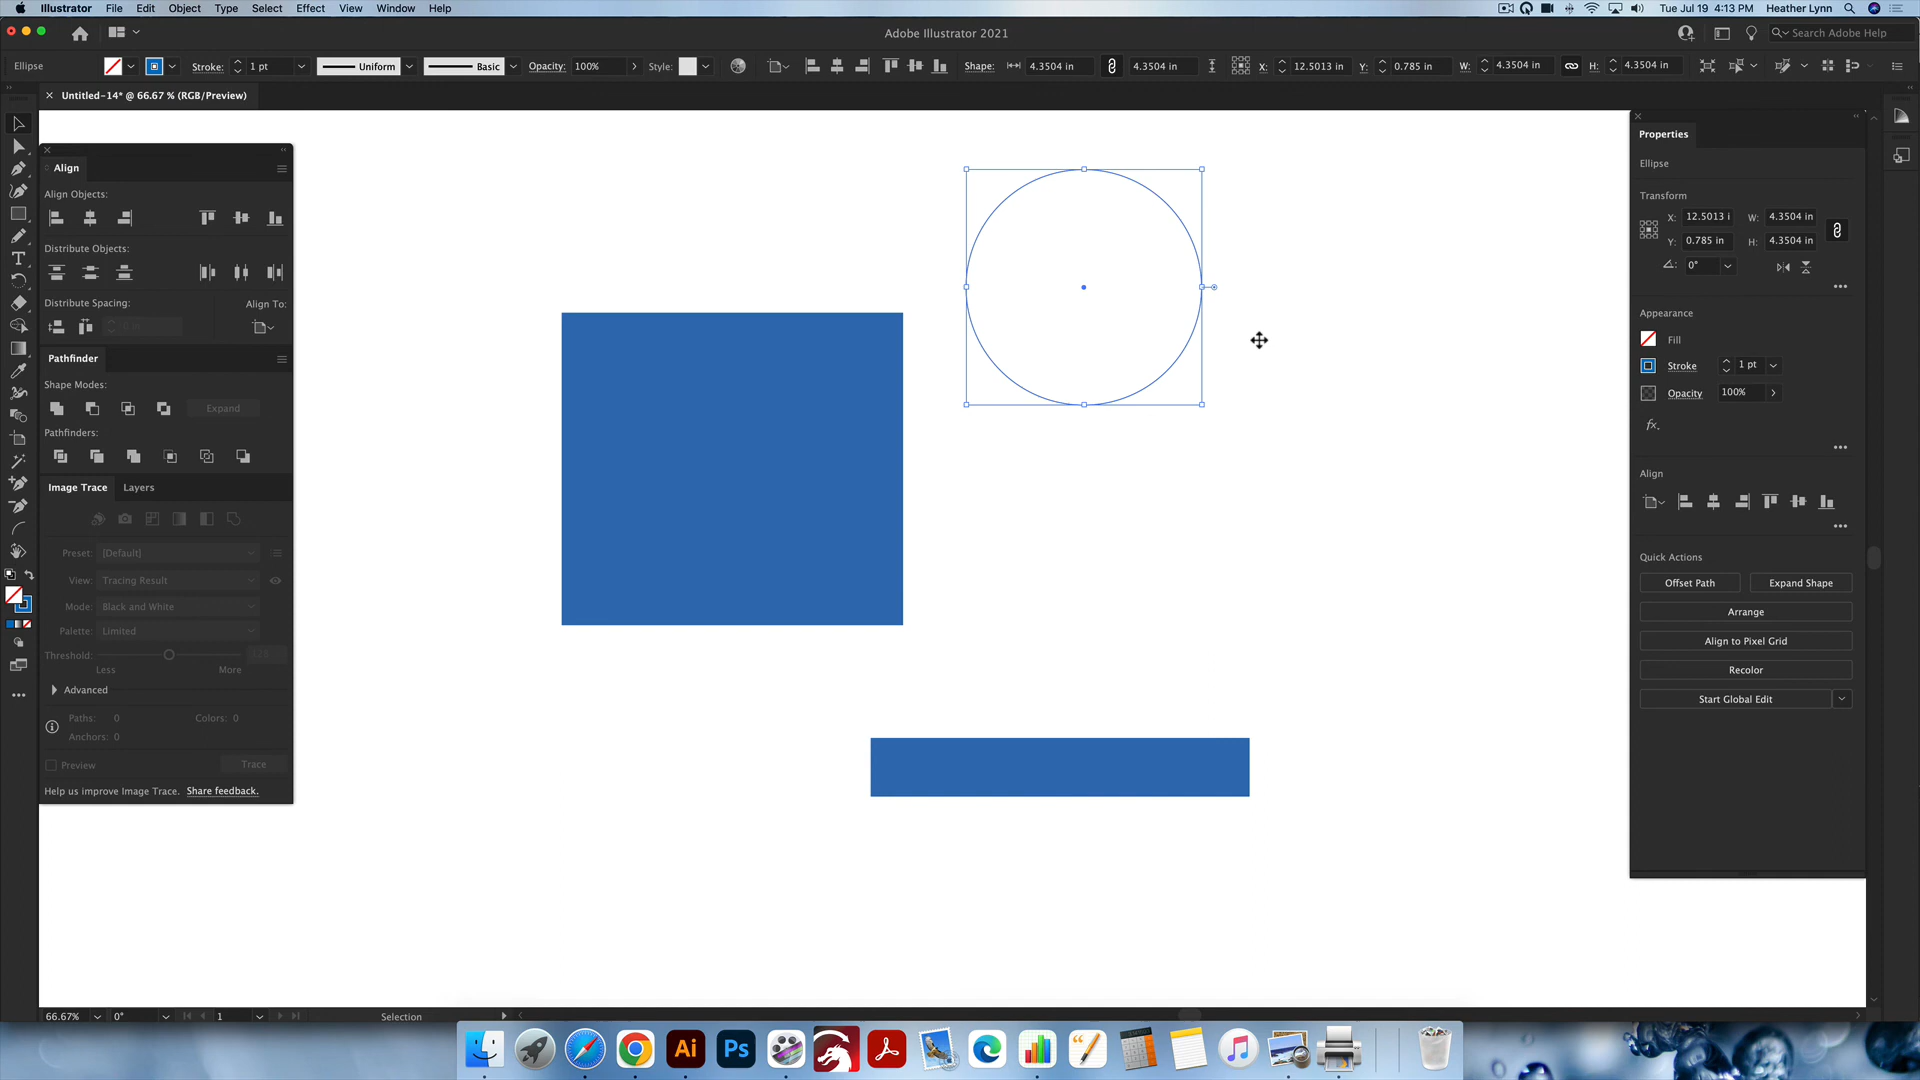 Illustrator File Edit Object Type Select Effect View Window Help
Tue Jul 19 4:13 PM Heather Lynn
Adobe Illustrator 2021
Search Adobe Help
Ellipse Stroke: 1 pt Uniform Basic Opacity: 100% Style: Shape: 4.3504 in 4.3504 in X: 12.5013 in Y: 0.785 in W: 4.3504 in H: 4.3504 in
Untitled-14* @ 66.67 % (RGB/Preview)
Align
Align Objects:
Distribute Objects:
Distribute Spacing:
Align To:
0 in
Pathfinder
Shape Modes:
Expand
Pathfinders:
Image Trace Layers
Preset: [Default]
View: Tracing Result
Mode: Black and White
Palette: Limited
Threshold: 128
Less More
Advanced
Paths: 0 Colors: 0
Anchors: 0
Preview Trace
Help us improve Image Trace. Share feedback.
Properties
Ellipse
Transform
X: 12.5013 i W: 4.3504 in
Y: 0.785 in H: 4.3504 in
0°
Appearance
Fill
Stroke 1 pt
Opacity 100%
fx.
Align
Quick Actions
Offset Path Expand Shape
Arrange
Align to Pixel Grid
Recolor
Start Global Edit
66.67% 0° 1 Selection
Ai Ps